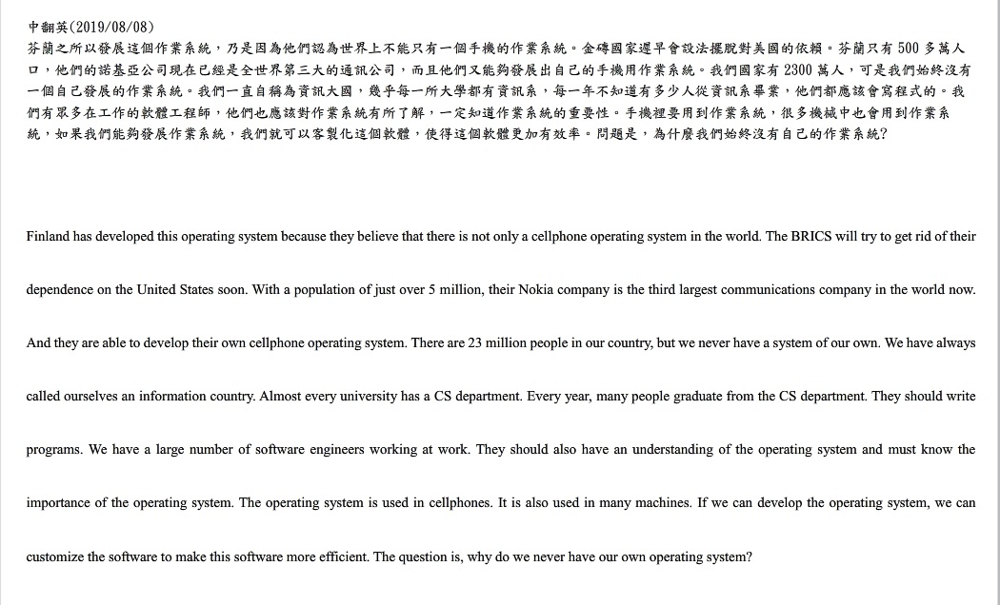 中翻英(2019/08/08)
芬蘭之所以發展這個作業系統，乃是因為他們認為世界上不能只有一個手機的作業系統。金磚國家遲早會設法擺脫對美國的依賴。芬蘭只有 500 多萬人
口，他們的諾基亞公司現在已經是全世界第三大的通訊公司，而且他們又能夠發展出自己的手機用作業系統。我們國家有 2300 萬人，可是我們始終沒有
一個自己發展的作業系統。我們一直自稱為資訊大國，幾乎每一所大學都有資訊系，每一年不知道有多少人從資訊系畢業，他們都應該會寫程式的。我
們有眾多在工作的軟體工程師，他們也應該對作業系統有所了解，一定知道作業系統的重要性。手機裡要用到作業系統，很多機械中也會用到作業系
統，如果我們能夠發展作業系統，我們就可以客製化這個軟體，使得這個軟體更加有效率。問題是，為什麼我們始終沒有自己的作業系統?
Finland has developed this operating system because they believe that there is not only a cellphone operating system in the world. The BRICS will try to get rid of their
dependence on the United States soon. With a population of just over 5 million, their Nokia company is the third largest communications company in the world now.
And they are able to develop their own cellphone operating system. There are 23 million people in our country, but we never have a system of our own. We have always
called ourselves an information country. Almost every university has a CS department. Every year, many people graduate from the CS department. They should write
programs. We have a large number of software engineers working at work. They should also have an understanding of the operating system and must know the
importance of the operating system. The operating system is used in cellphones. It is also used in many machines. If we can develop the operating system, we can
customize the software to make this software more efficient. The question is, why do we never have our own operating system?